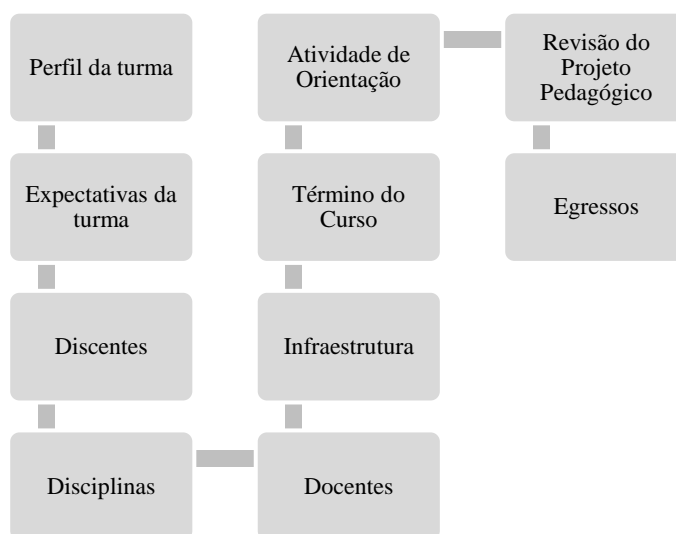 Perfil da turma
Expectativas da
turma
Discentes
Disciplinas
Docentes
Infraestrutura
Término do
Curso
Atividade de
Orientação
Revisão do
Projeto
Pedagógico
Egressos